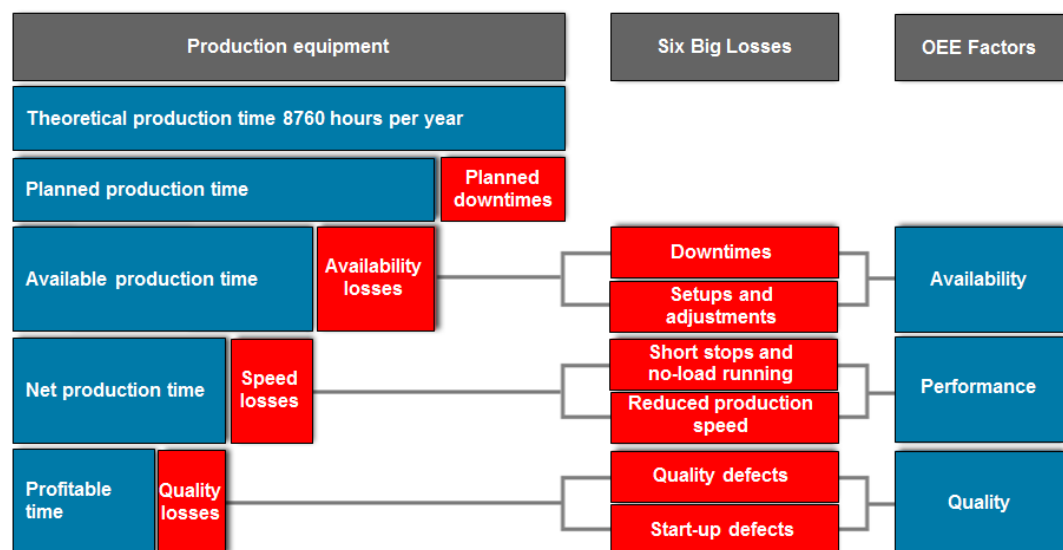 Production equipment
Six Big Losses
OEE Factors
Theoretical production time 8760 hours per year
Planned production time
Planned
downtimes
Available production time
Availability
losses
Downtimes
Setups and
adjustments
Availability
Net production time
Speed
losses
Short stops and
no-load running
Reduced production
speed
Performance
Profitable
time
Quality
losses
Quality defects
Start-up defects
Quality